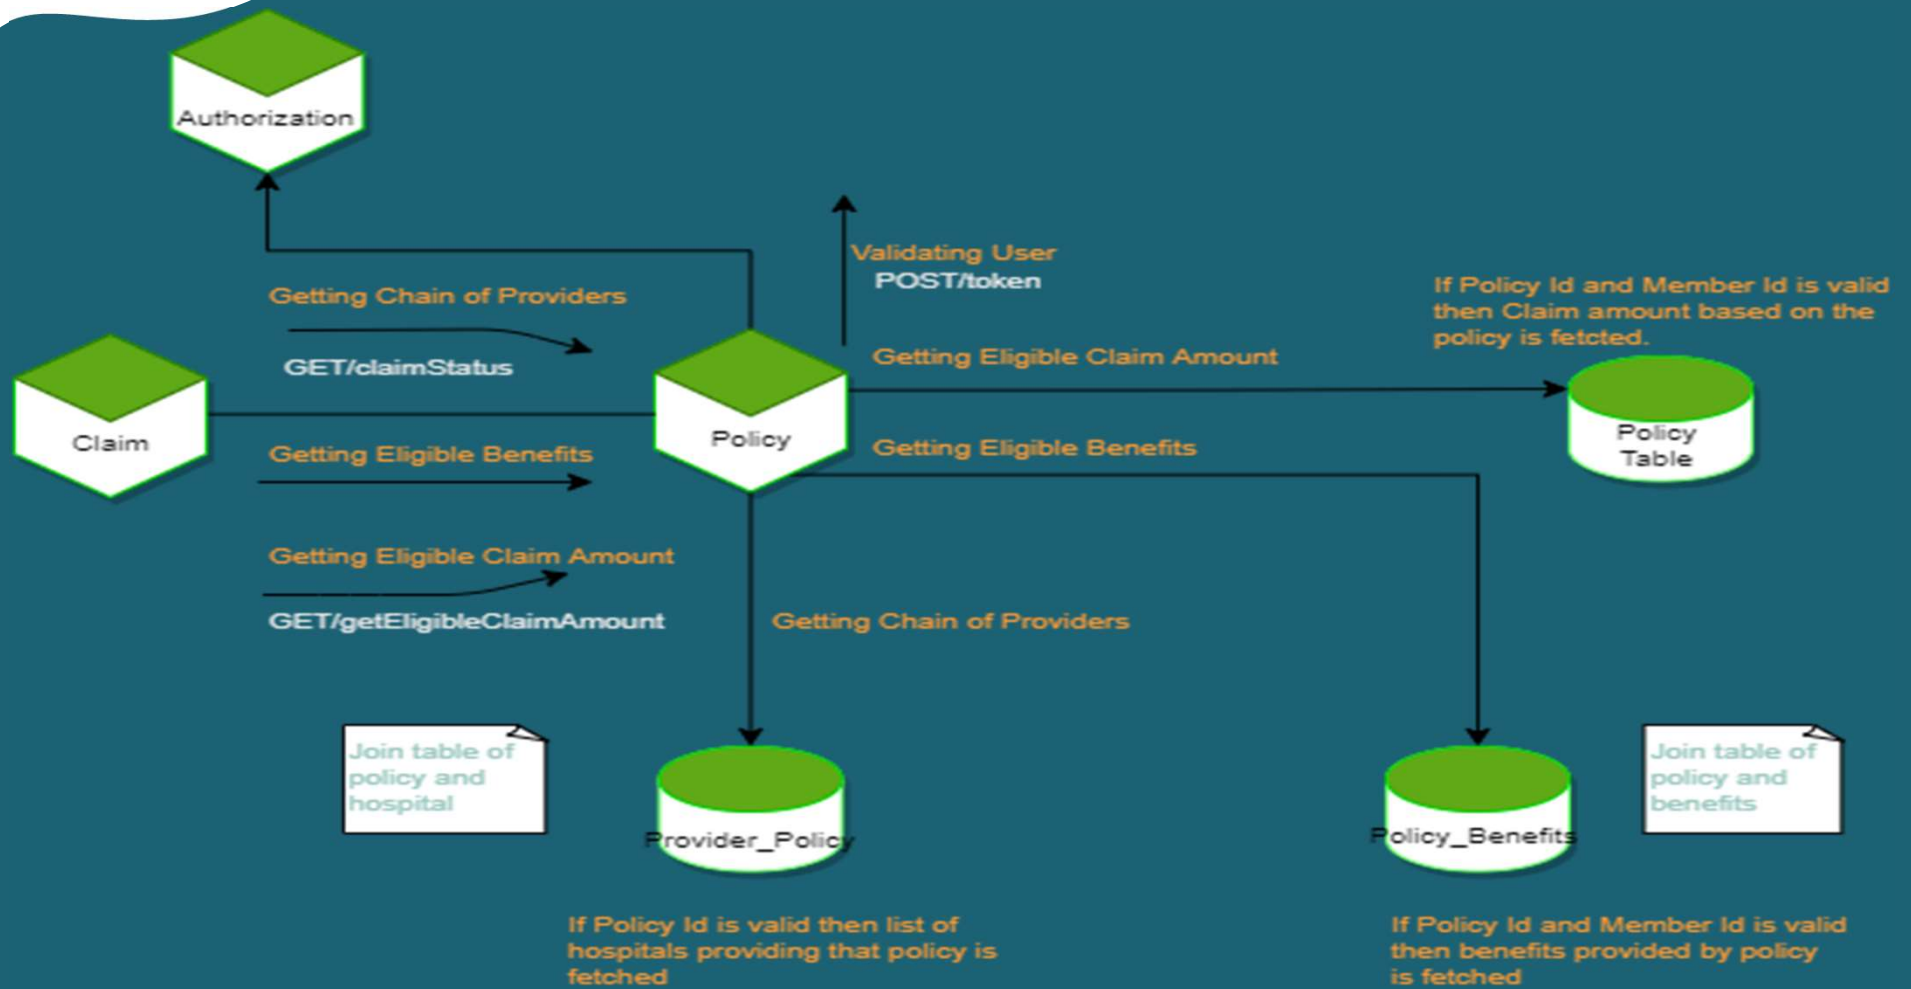 Authorization
Validating User
POST/token
Getting Chain of Providers
GET/claimStatus
If Policy Id and Member Id is valid
then Claim amount based on the
policy is fetcted.
Getting Eligible Claim Amount
Claim
Policy
Policy
Table
Getting Eligible Benefits
Getting Eligible Benefits
Getting Eligible Claim Amount
GET/getEligibleClaimAmount
Getting Chain of Providers
Join table of
policy and
hospital
Provider_Policy
Policy_Benefits
Join table of
policy and
benefits
If Policy Id is valid then list of
hospitals providing that policy is
fetched
If Policy Id and Member Id is valid
then benefits provided by policy
is fetched